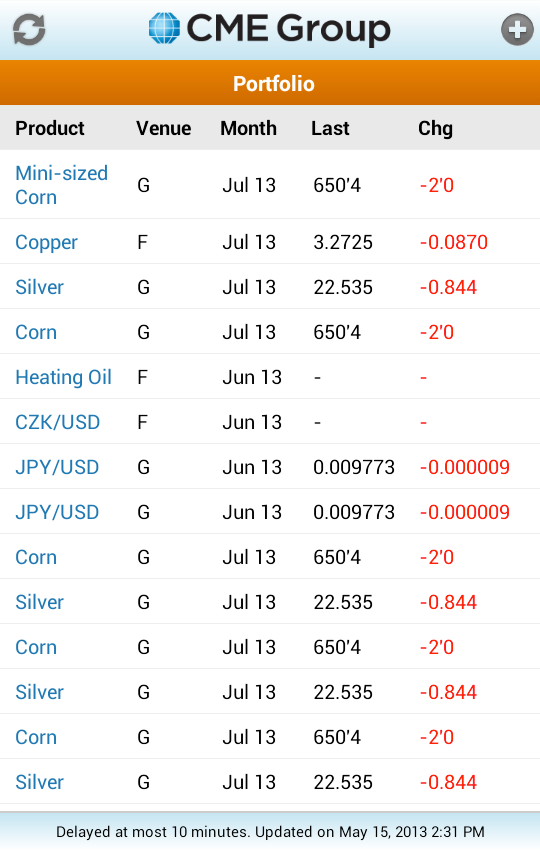 CME Group
Portfolio
Product Venue Month Last Chg
Mini-sized
Corn G Jul 13 650'4 -2'0
Copper F Jul 13 3.2725 -0.0870
Silver G Jul 13 22.535 -0.844
Corn G Jul 13 650'4 -2'0
Heating Oil F Jun 13 - -
CZK/USD F Jun 13 - -
JPY/USD G Jun 13 0.009773 -0.000009
JPY/USD G Jun 13 0.009773 -0.000009
Corn G Jul 13 650'4 -2'0
Silver G Jul 13 22.535 -0.844
Corn G Jul 13 650'4 -2'0
Silver G Jul 13 22.535 -0.844
Corn G Jul 13 650'4 -2'0
Silver G Jul 13 22.535 -0.844
Delayed at most 10 minutes. Updated on May 15, 2013 2:31 PM